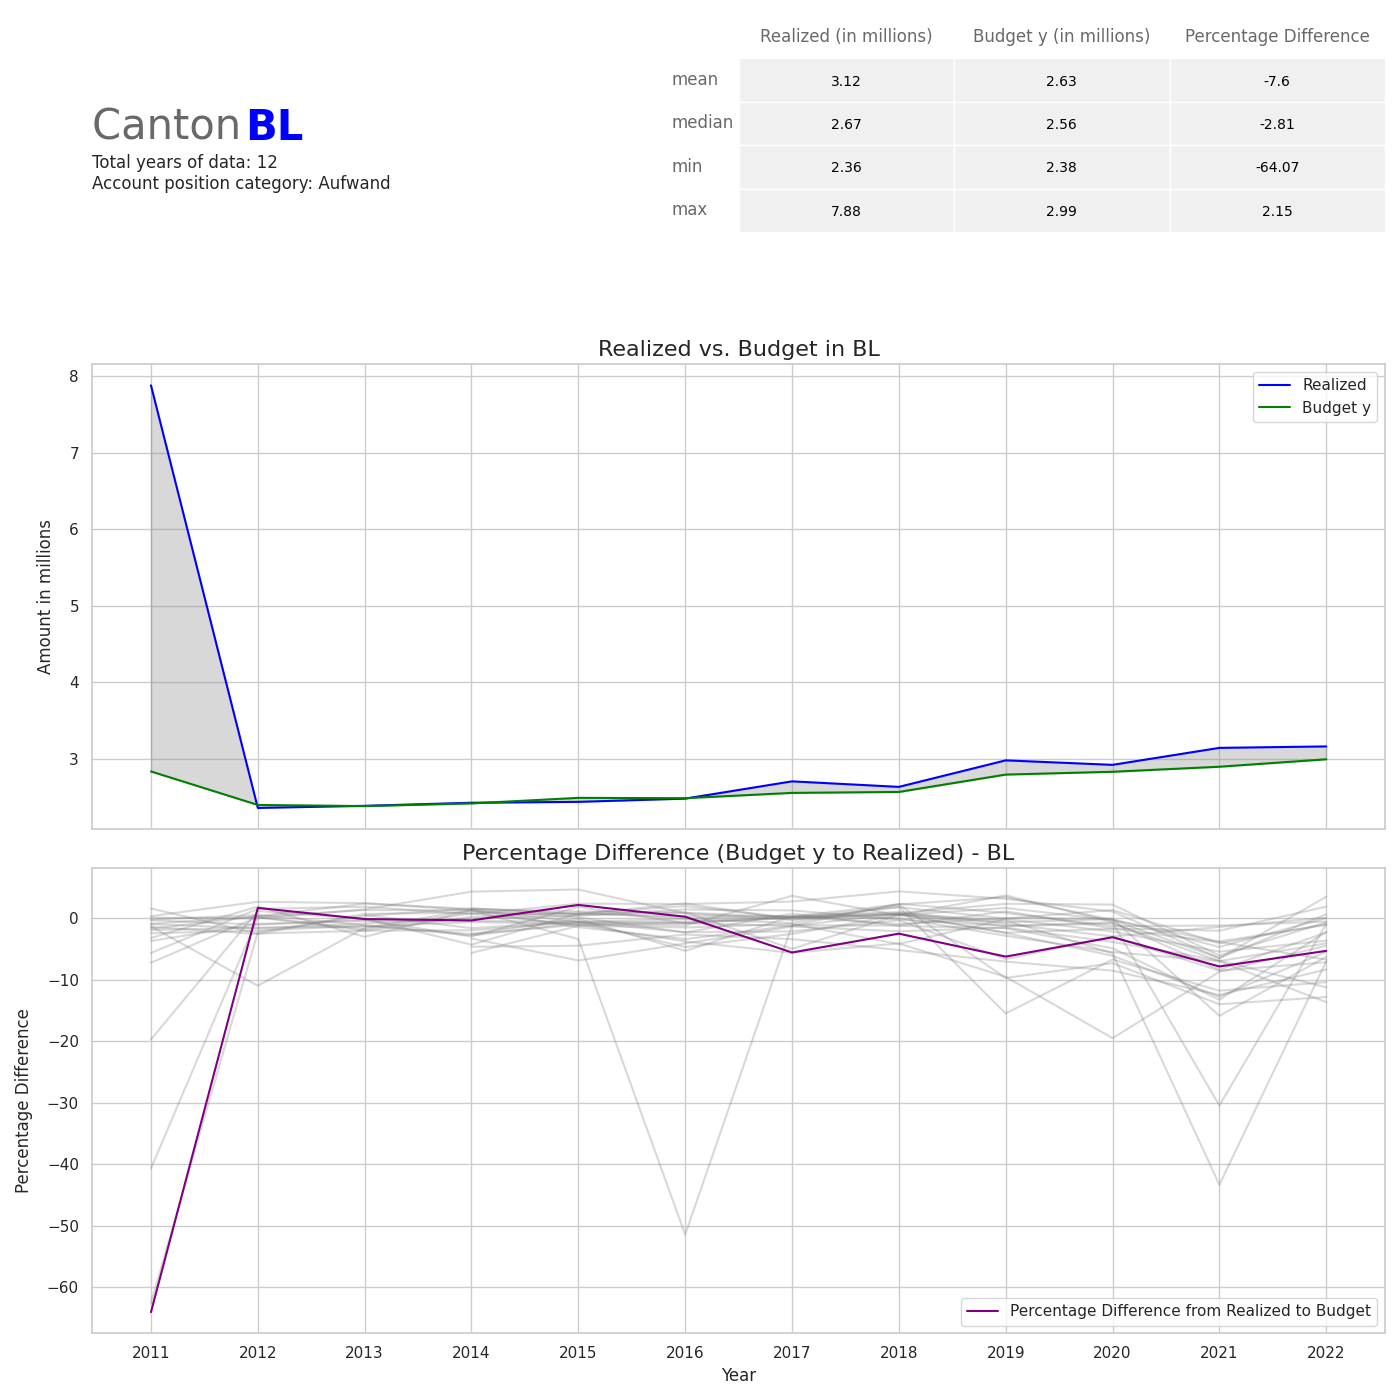 Realized (in millions) Budget y (in millions) Percentage Difference
mean 3.12 2.63 -7.6
median 2.67 2.56 -2.81
min 2.36 2.38 -64.07
max 7.88 2.99 2.15
Canton BL
Total years of data: 12
Account position category: Aufwand
Realized vs. Budget in BL
Realized
Budget y
Amount in millions
8
7
6
5
4
3
Percentage Difference (Budget y to Realized) - BL
Percentage Difference
0
−10
−20
−30
−40
−50
−60
Percentage Difference from Realized to Budget
2011 2012 2013 2014 2015 2016 2017 2018 2019 2020 2021 2022
Year